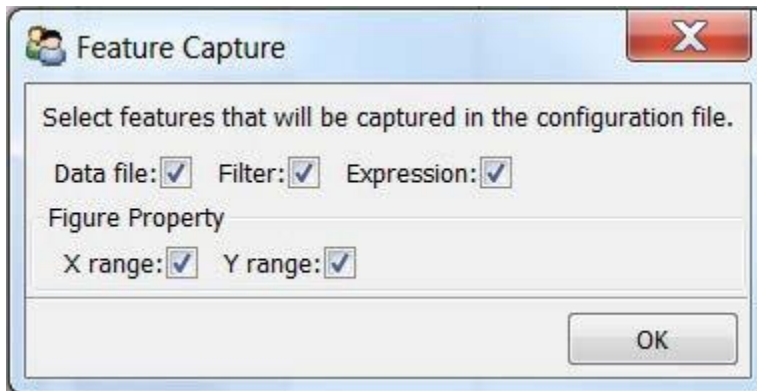 Feature Capture
Select features that will be captured in the configuration file.
Data file: Filter: Expression:
Figure Property
X range: Y range:
OK